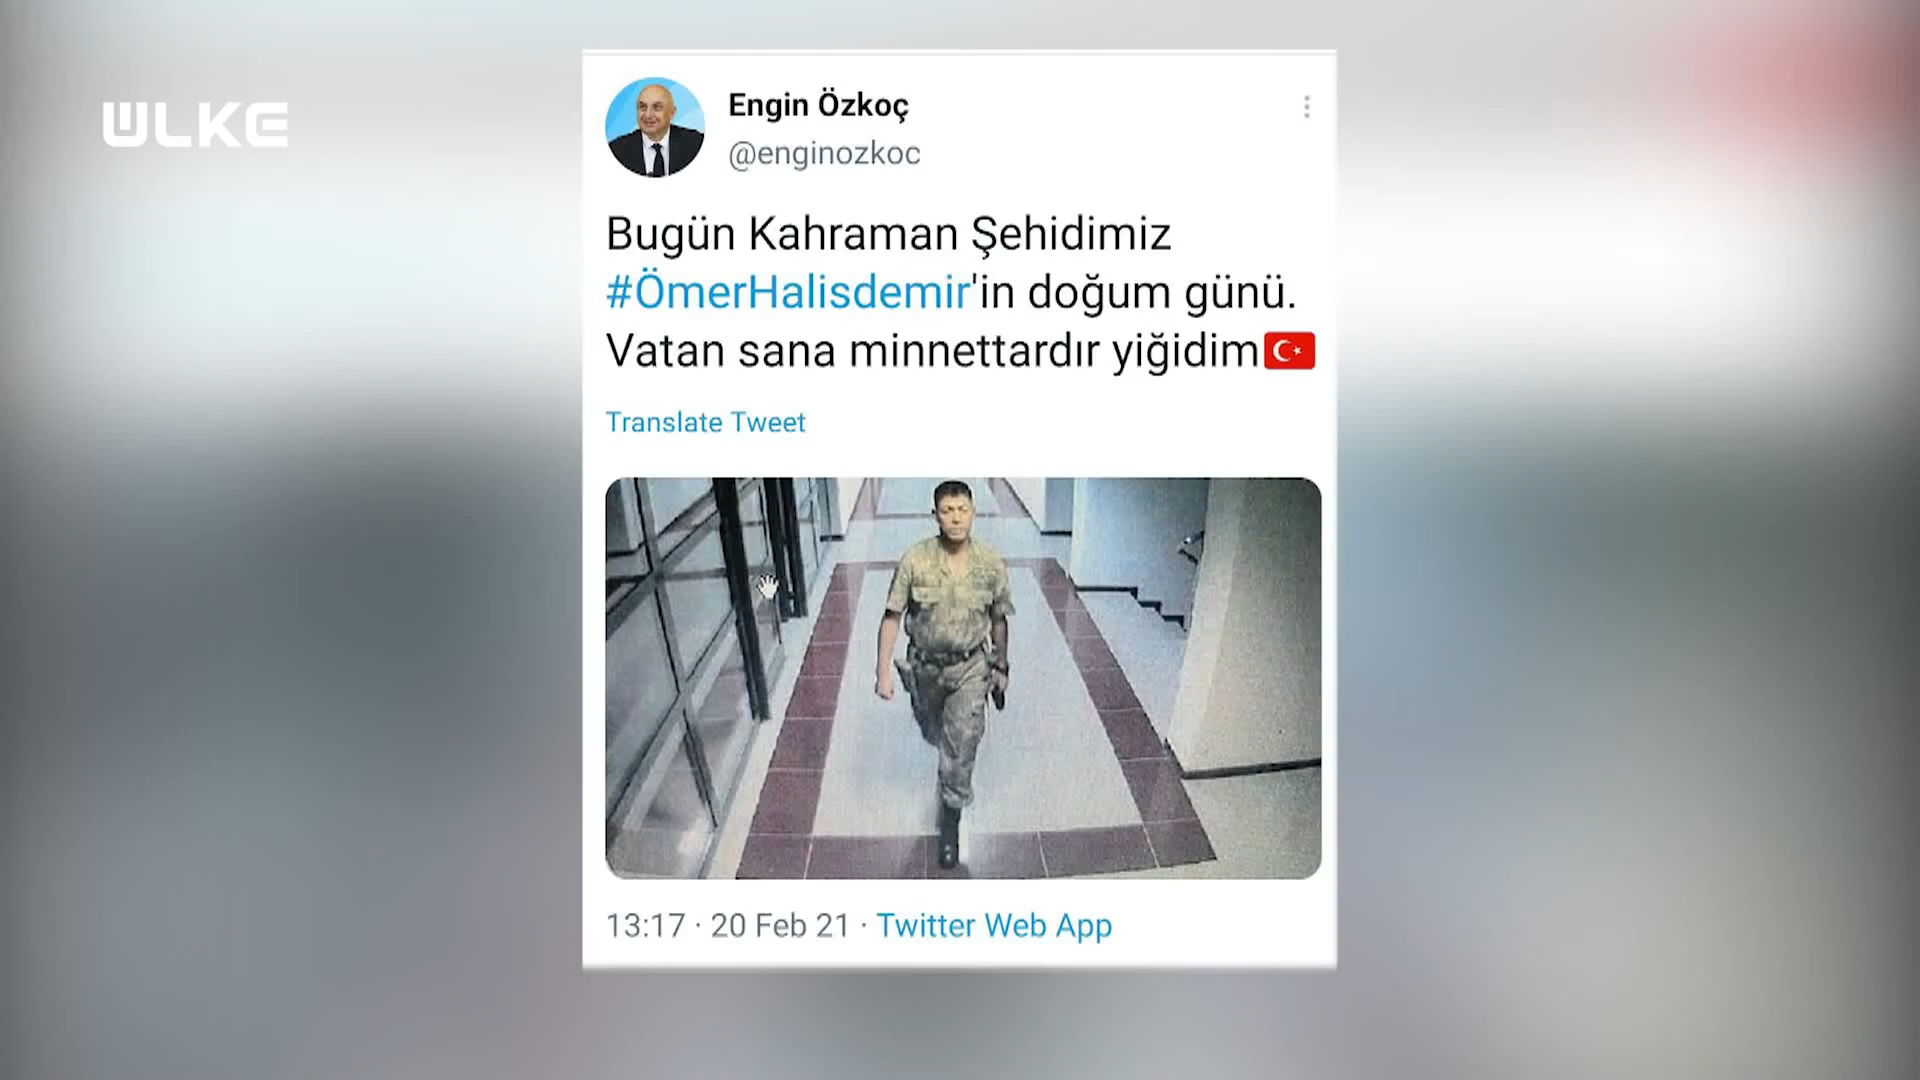 ULKE
Engin Özkoç
@enginozkoc
Bugün Kahraman Şehidimiz
#ÖmerHalisdemir'in doğum günü.
Vatan sana minnettardır yiğidim🇹🇷
Translate Tweet
13:17 · 20 Feb 21 · Twitter Web App